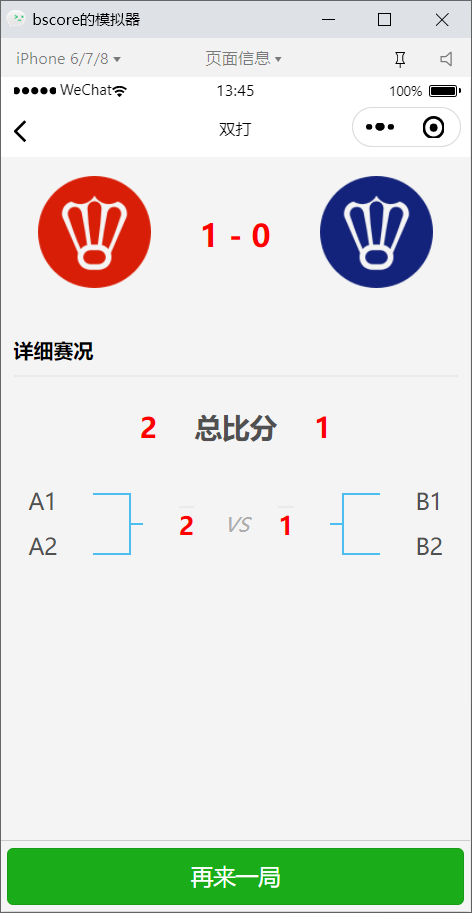 bscore的模拟器
iPhone 6/7/8 页面信息
WeChat 13:45 100%
双打
1 - 0
详细赛况
2 总比分 1
A1 B1
2 VS 1
A2 B2
再来一局